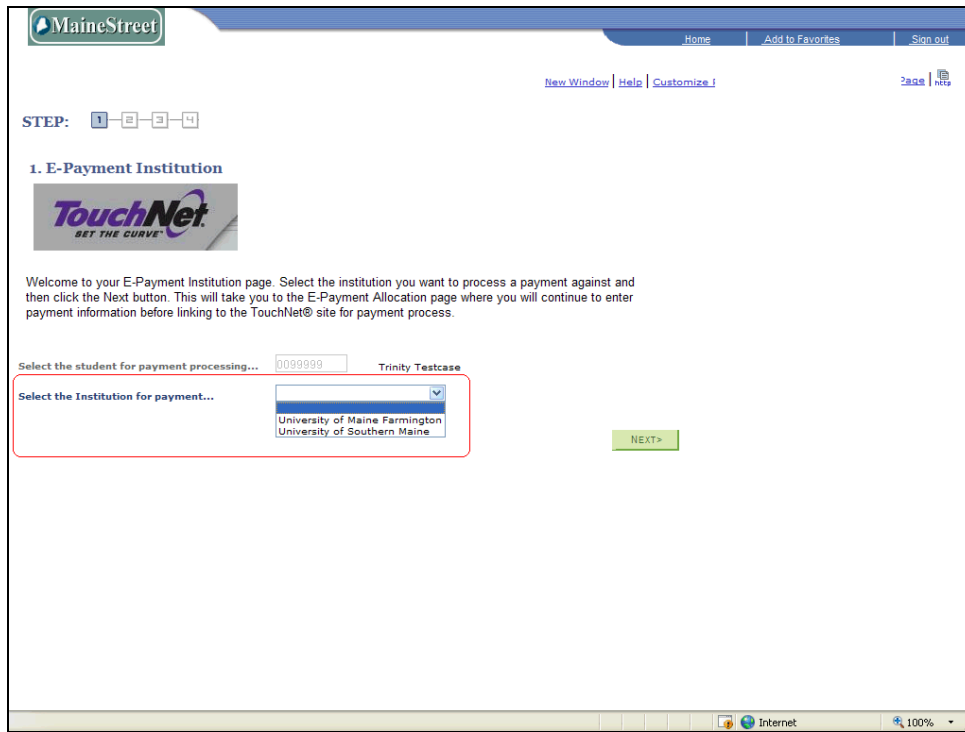 MaineStreet
Home Add to Favorites Sign out
New Window Help Customize Page http
STEP: 1 2 3 4
1. E-Payment Institution
TouchNet.
SET THE CURVE
Welcome to your E-Payment Institution page. Select the institution you want to process a payment against and
then click the Next button. This will take you to the E-Payment Allocation page where you will continue to enter
payment information before linking to the TouchNet® site for payment process.
Select the student for payment processing... 0099999 Trinity Testcase
Select the Institution for payment...
University of Maine Farmington
University of Southern Maine
NEXT>
Internet 100%